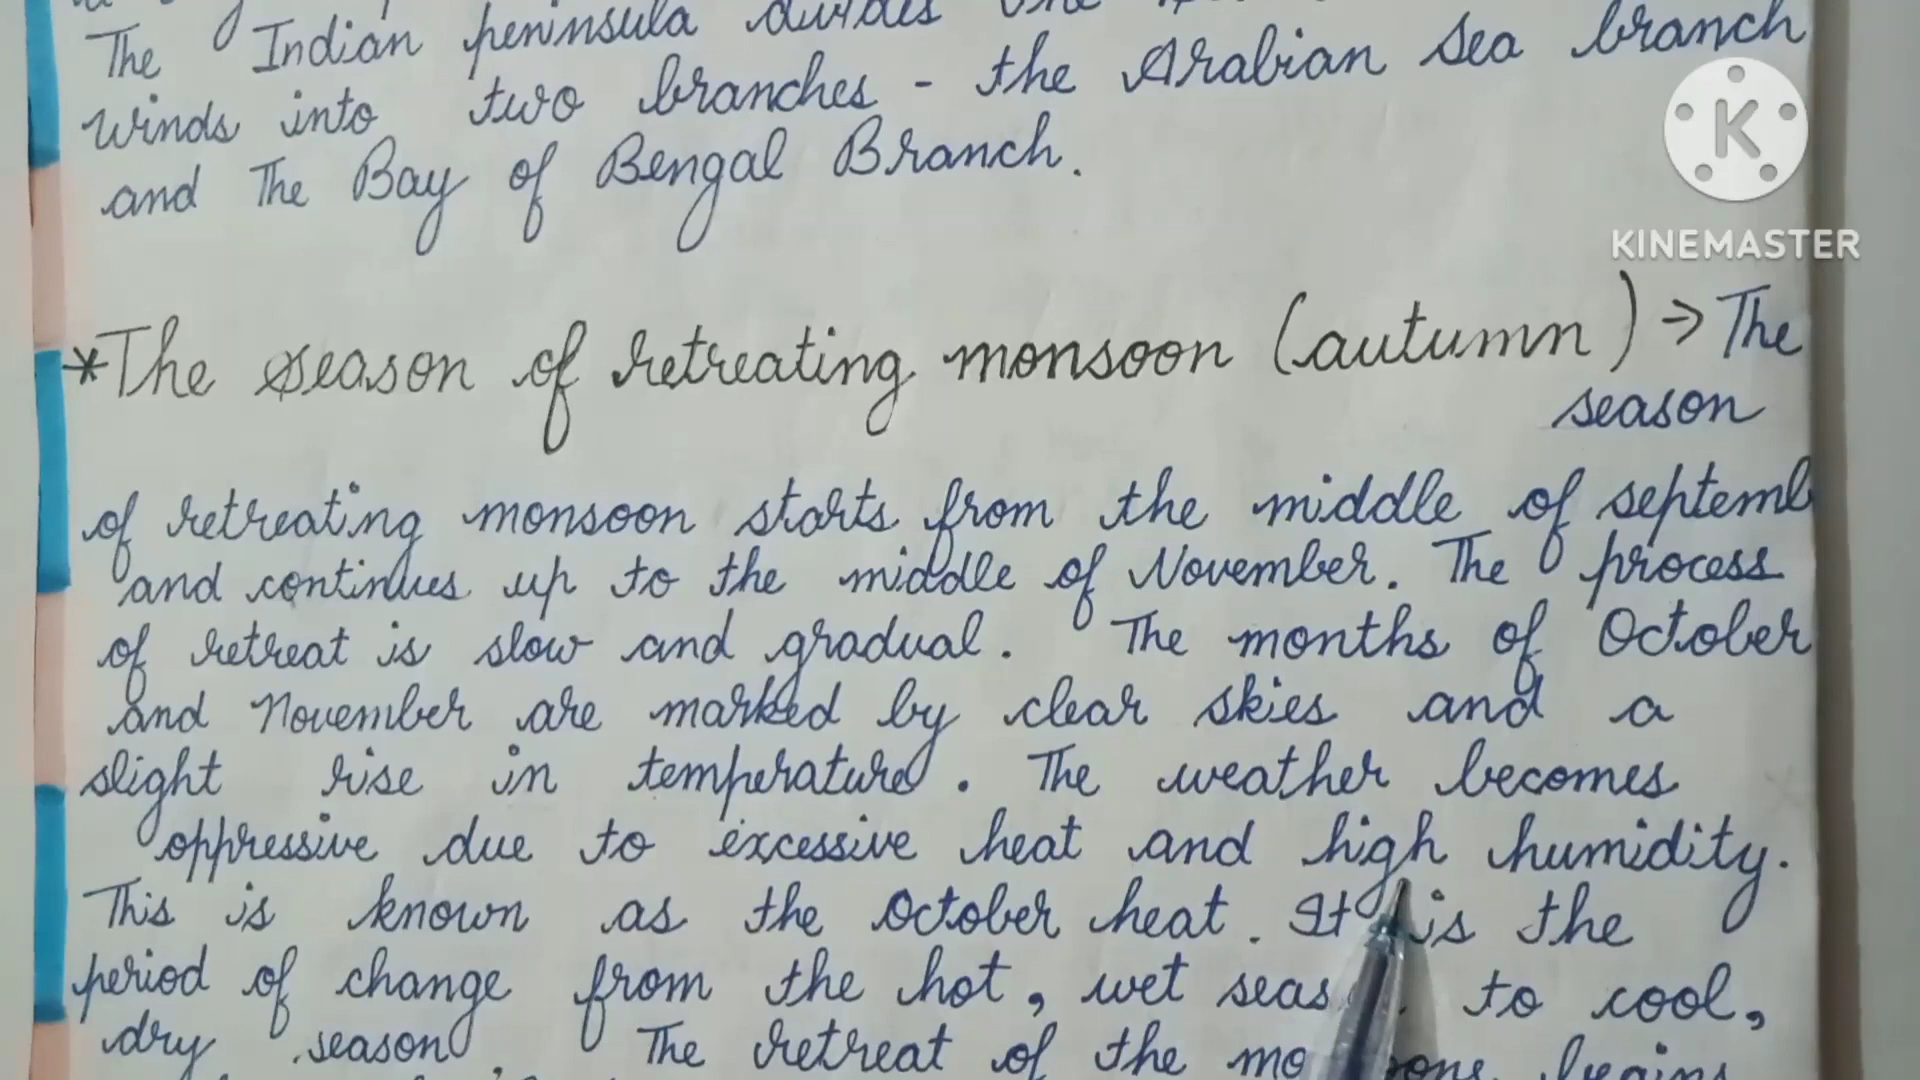 The Indian peninsula divides the
winds into two branches - the Arabian Sea branch
and The Bay of Bengal Branch.
KINEMASTER
*The season of retreating monsoon (autumn) → The
season
of retreating monsoon starts from the middle of septemb
and continues up to the middle of November. The process
of retreat is slow and gradual. The months of October
and November are marked by clear skies and a
slight rise in temperature. The weather becomes
oppressive due to excessive heat and high humidity.
This is known as the October heat. It is the
period of change from the hot, wet seas to cool,
dry season. The retreat of the mo oons begins